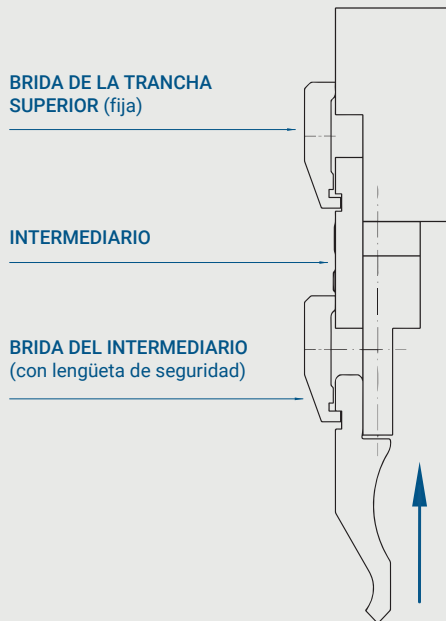 BRIDA DE LA TRANCHA
SUPERIOR (fija)
INTERMEDIARIO
BRIDA DEL INTERMEDIARIO
(con lengüeta de seguridad)